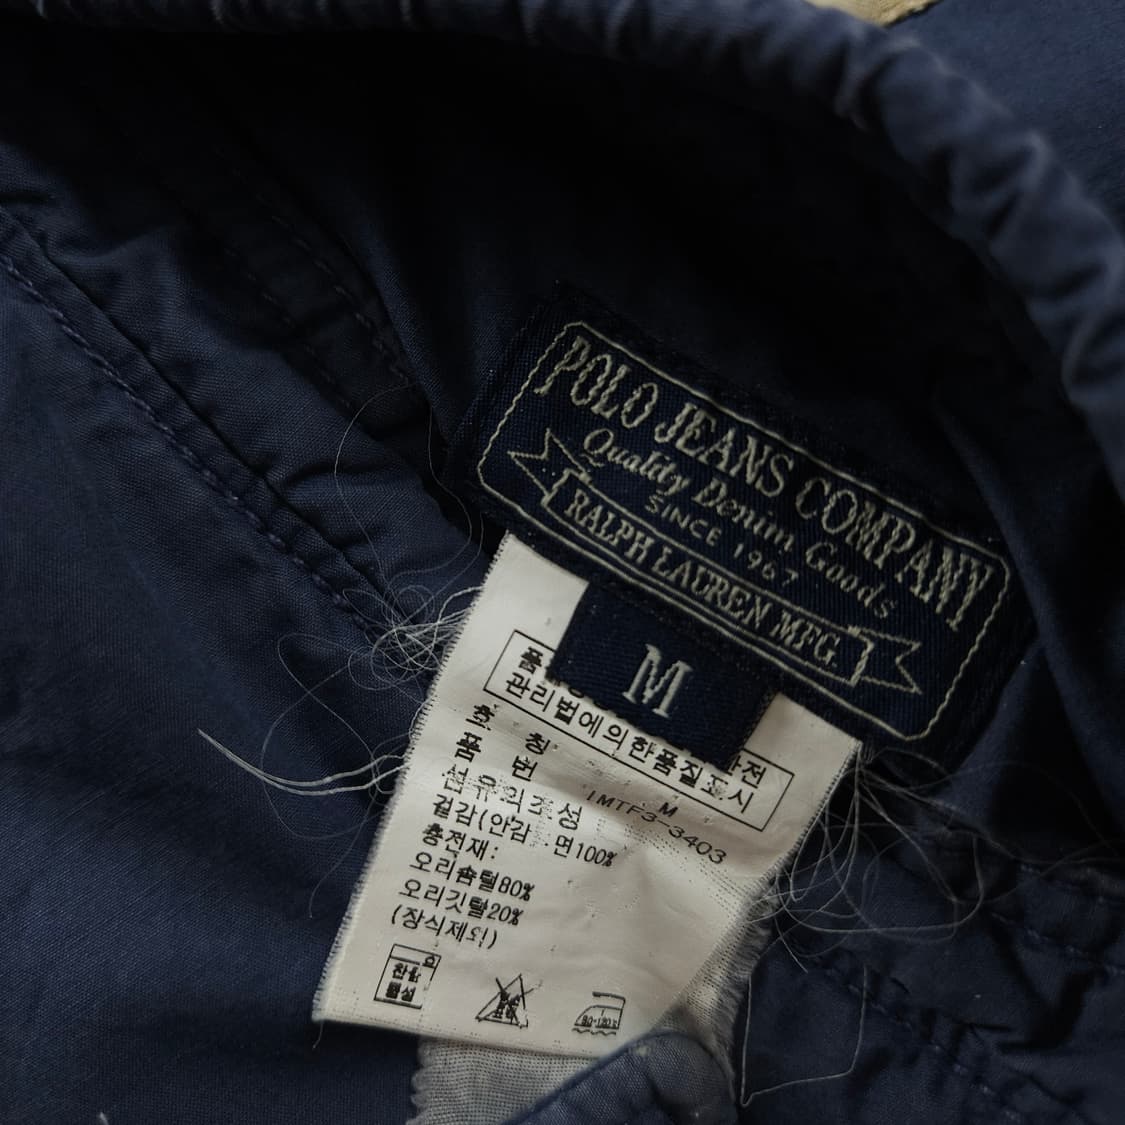 POLO JEANS COMPANY
Quality Denim Goods
SINCE 1967
RALPH LAUREN MFG.
M
관리법에의한품질표시
호 칭 M
품 번 IMTF3-3403
섬유의조성
겉감(안감 : 면100%
충전재:
오리솜털80%
오리깃털20%
(장식제외)
80-120℃